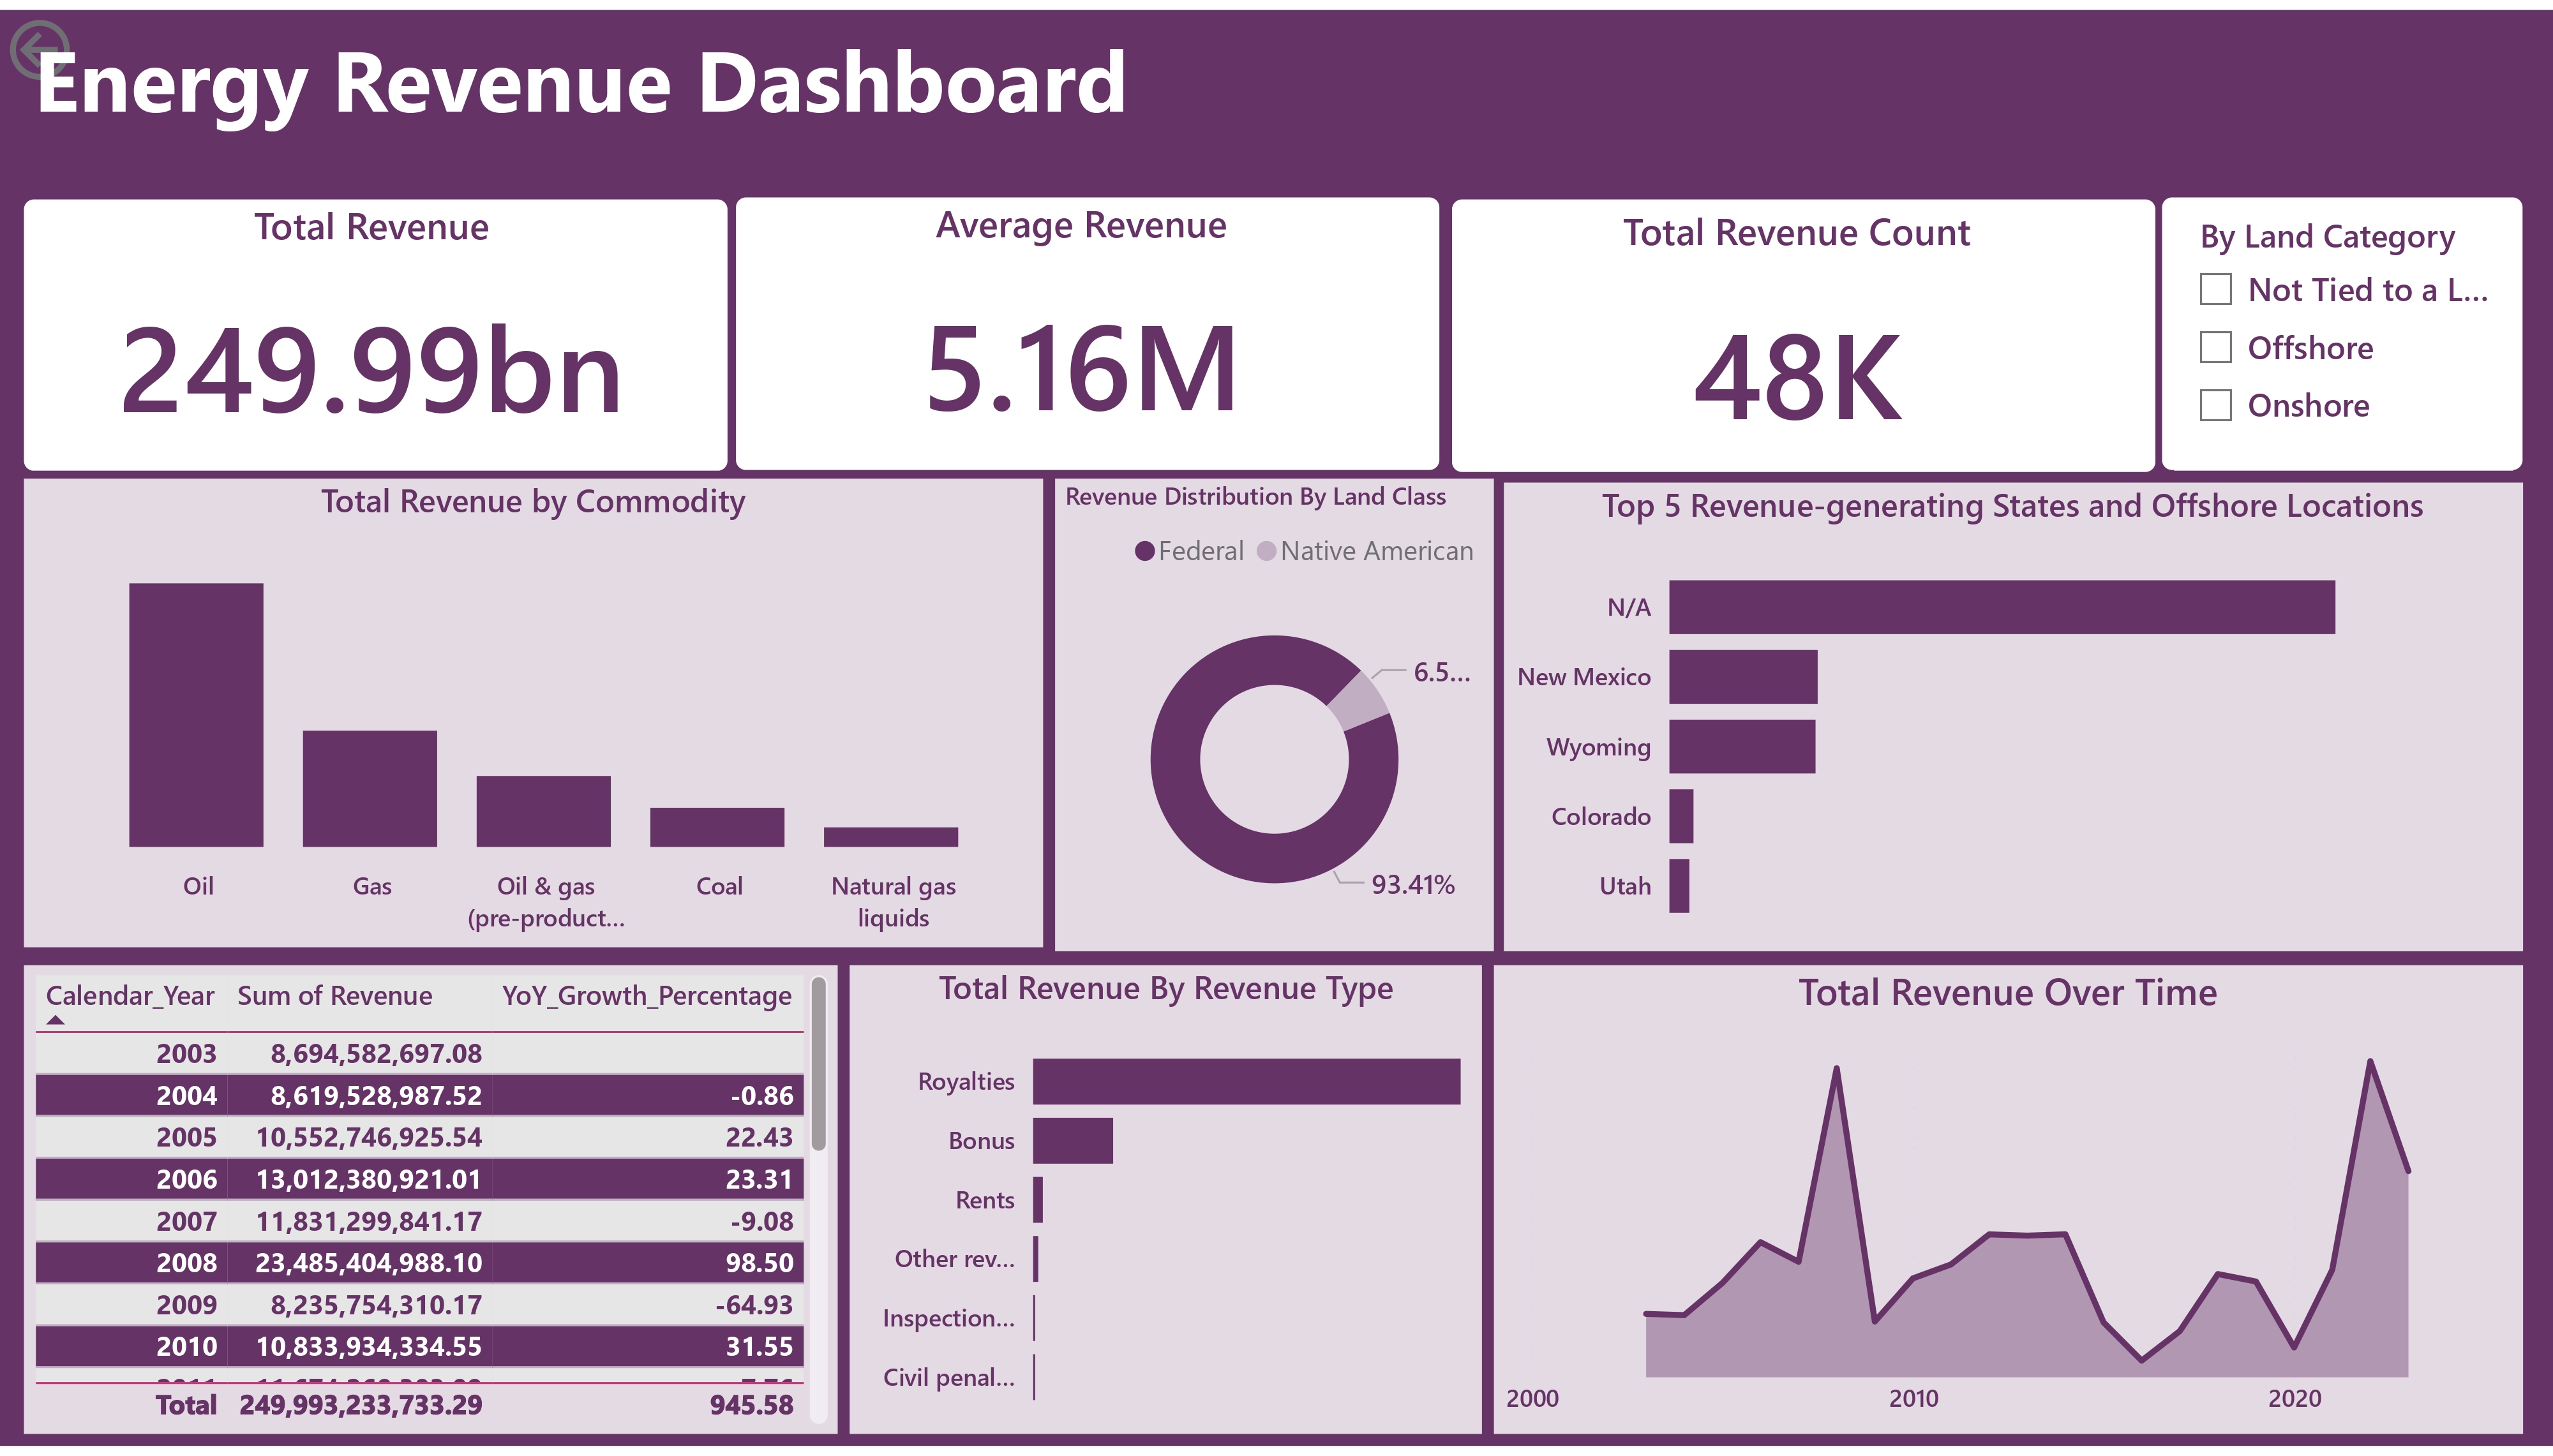 Energy Revenue Dashboard
Total Revenue
249.99bn
Average Revenue
5.16M
Total Revenue Count
48K
By Land Category
Not Tied to a L...
Offshore
Onshore
Total Revenue by Commodity
Oil
Gas
Oil & gas
(pre-product...
Coal
Natural gas
liquids
Revenue Distribution By Land Class
Federal Native American
6.5...
93.41%
Top 5 Revenue-generating States and Offshore Locations
N/A
New Mexico
Wyoming
Colorado
Utah
Calendar_Year Sum of Revenue YoY_Growth_Percentage
2003 8,694,582,697.08
2004 8,619,528,987.52 -0.86
2005 10,552,746,925.54 22.43
2006 13,012,380,921.01 23.31
2007 11,831,299,841.17 -9.08
2008 23,485,404,988.10 98.50
2009 8,235,754,310.17 -64.93
2010 10,833,934,334.55 31.55
Total 249,993,233,733.29 945.58
Total Revenue By Revenue Type
Royalties
Bonus
Rents
Other rev...
Inspection...
Civil penal...
Total Revenue Over Time
2000 2010 2020